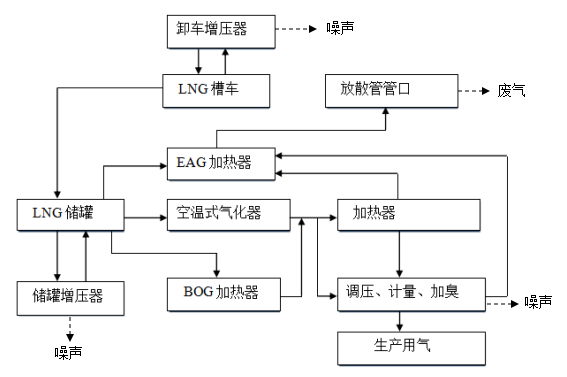 卸车增压器
噪声
LNG 槽车
放散管管口
废气
EAG 加热器
LNG 储罐
空温式气化器
加热器
储罐增压器
BOG 加热器
调压、计量、加臭
噪声
噪声
生产用气